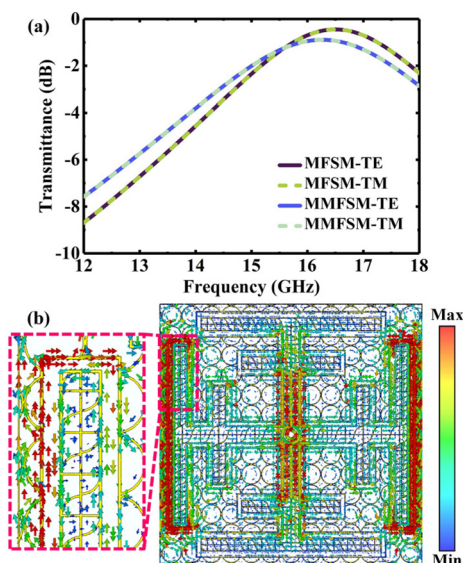 (a)
0
-2
-4
-6
-8
-10
Transmittance (dB)
MFSM-TE
MFSM-TM
MMFSM-TE
MMFSM-TM
12 13 14 15 16 17 18
Frequency (GHz)
(b)
Max
Min